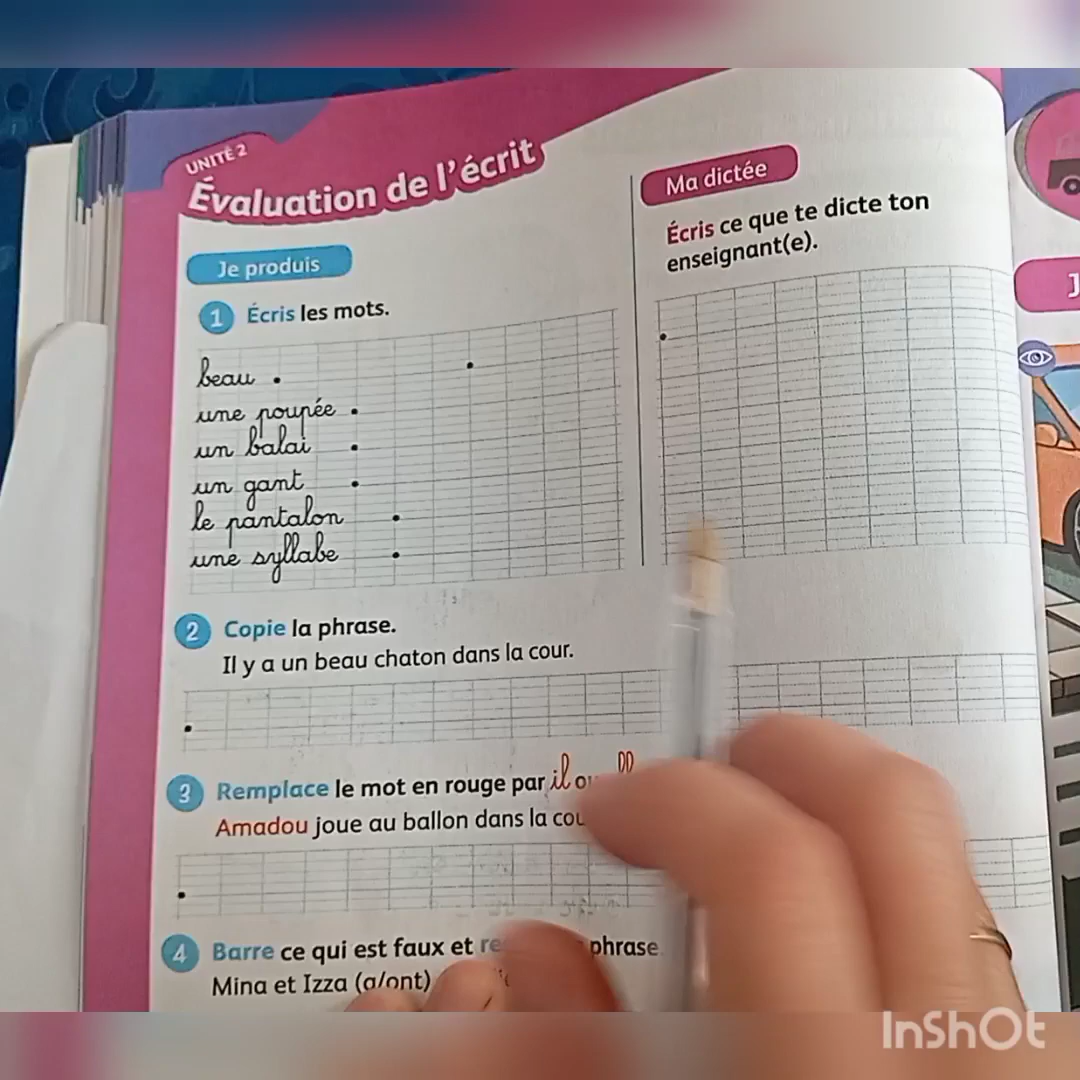 UNITÉ 2
Évaluation de l'écrit
Je produis
1 Écris les mots.
beau
une poupée
un balai
un gant
le pantalon
une syllabe
2 Copie la phrase.
Il y a un beau chaton dans la cour.
3 Remplace le mot en rouge par il
Amadou joue au ballon dans la
4 Barre ce qui est faux et phrase
Mina et Izza (a/ont)
Ma dictée
Écris ce que te dicte ton
enseignant(e).
InShOt